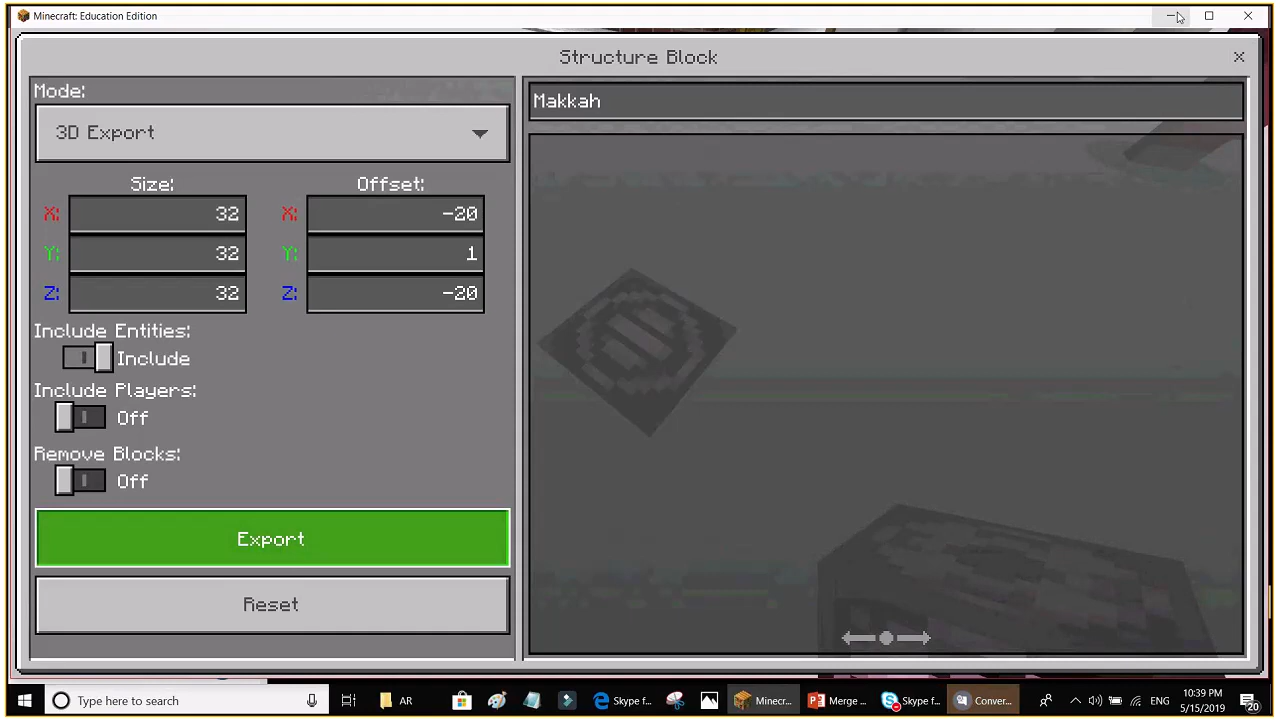 Minecraft: Education Edition
Structure Block
Mode:
3D Export
Makkah
Size:
Offset:
X: 32
X: -20
Y: 32
Y: 1
Z: 32
Z: -20
Include Entities:
Include
Include Players:
Off
Remove Blocks:
Off
Export
Reset
Type here to search
AR
Skype f...
Minecr...
Merge ...
Skype f...
Conver...
ENG
10:39 PM
5/15/2019
20